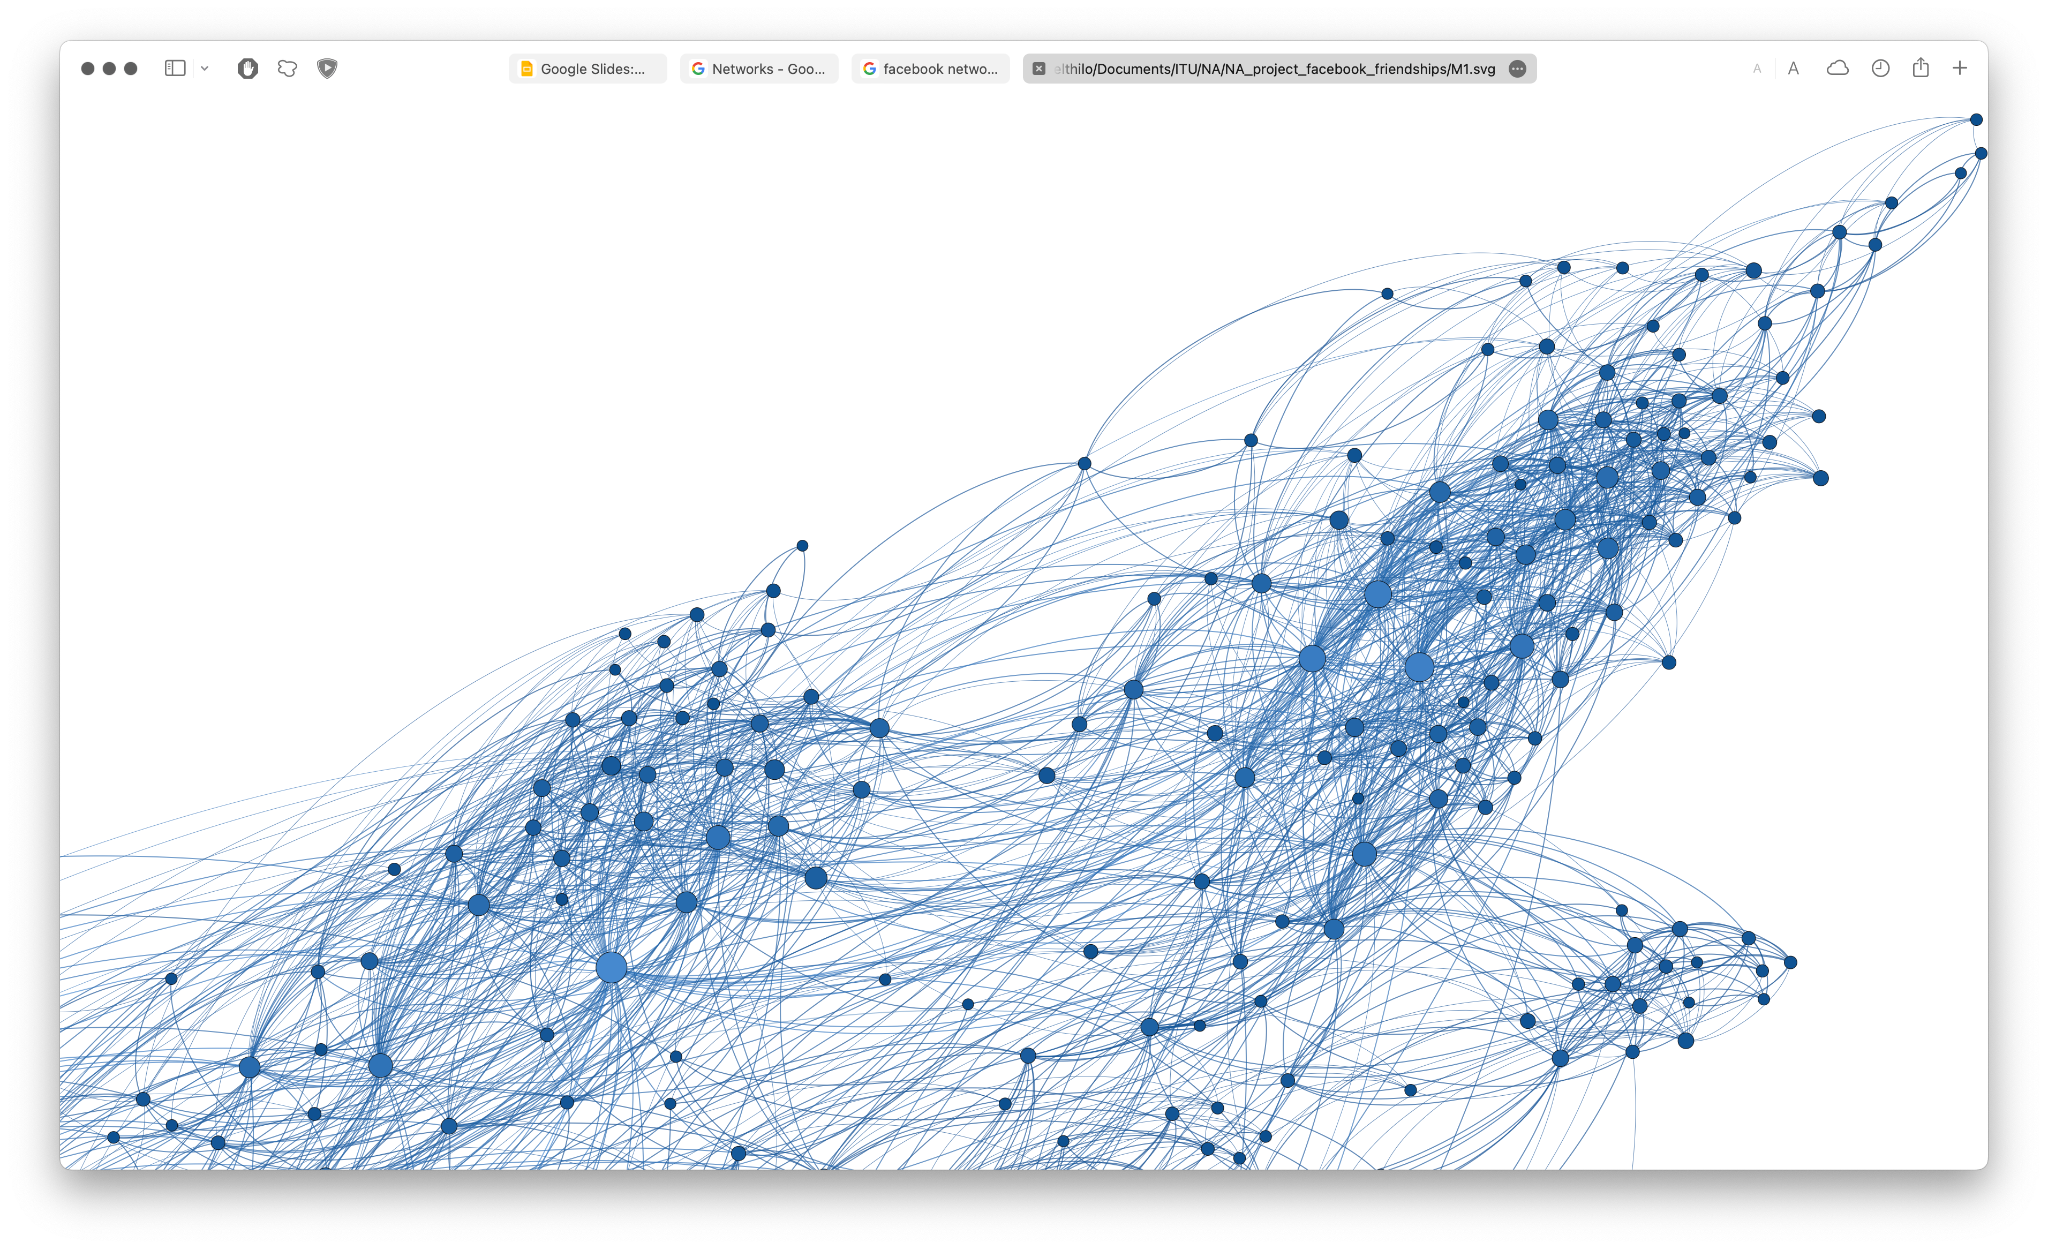 Google Slides:...
Networks - Goo...
facebook netwo...
elthilo/Documents/ITU/NA/NA_project_facebook_friendships/M1.svg
A
A